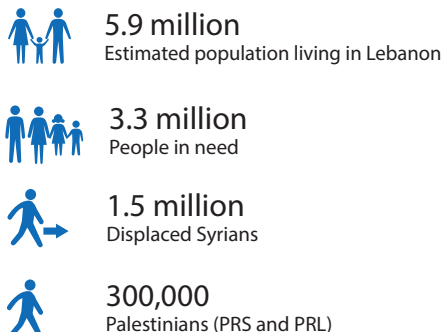 5.9 million
Estimated population living in Lebanon
3.3 million
People in need
1.5 million
Displaced Syrians
300,000
Palestinians (PRS and PRL)